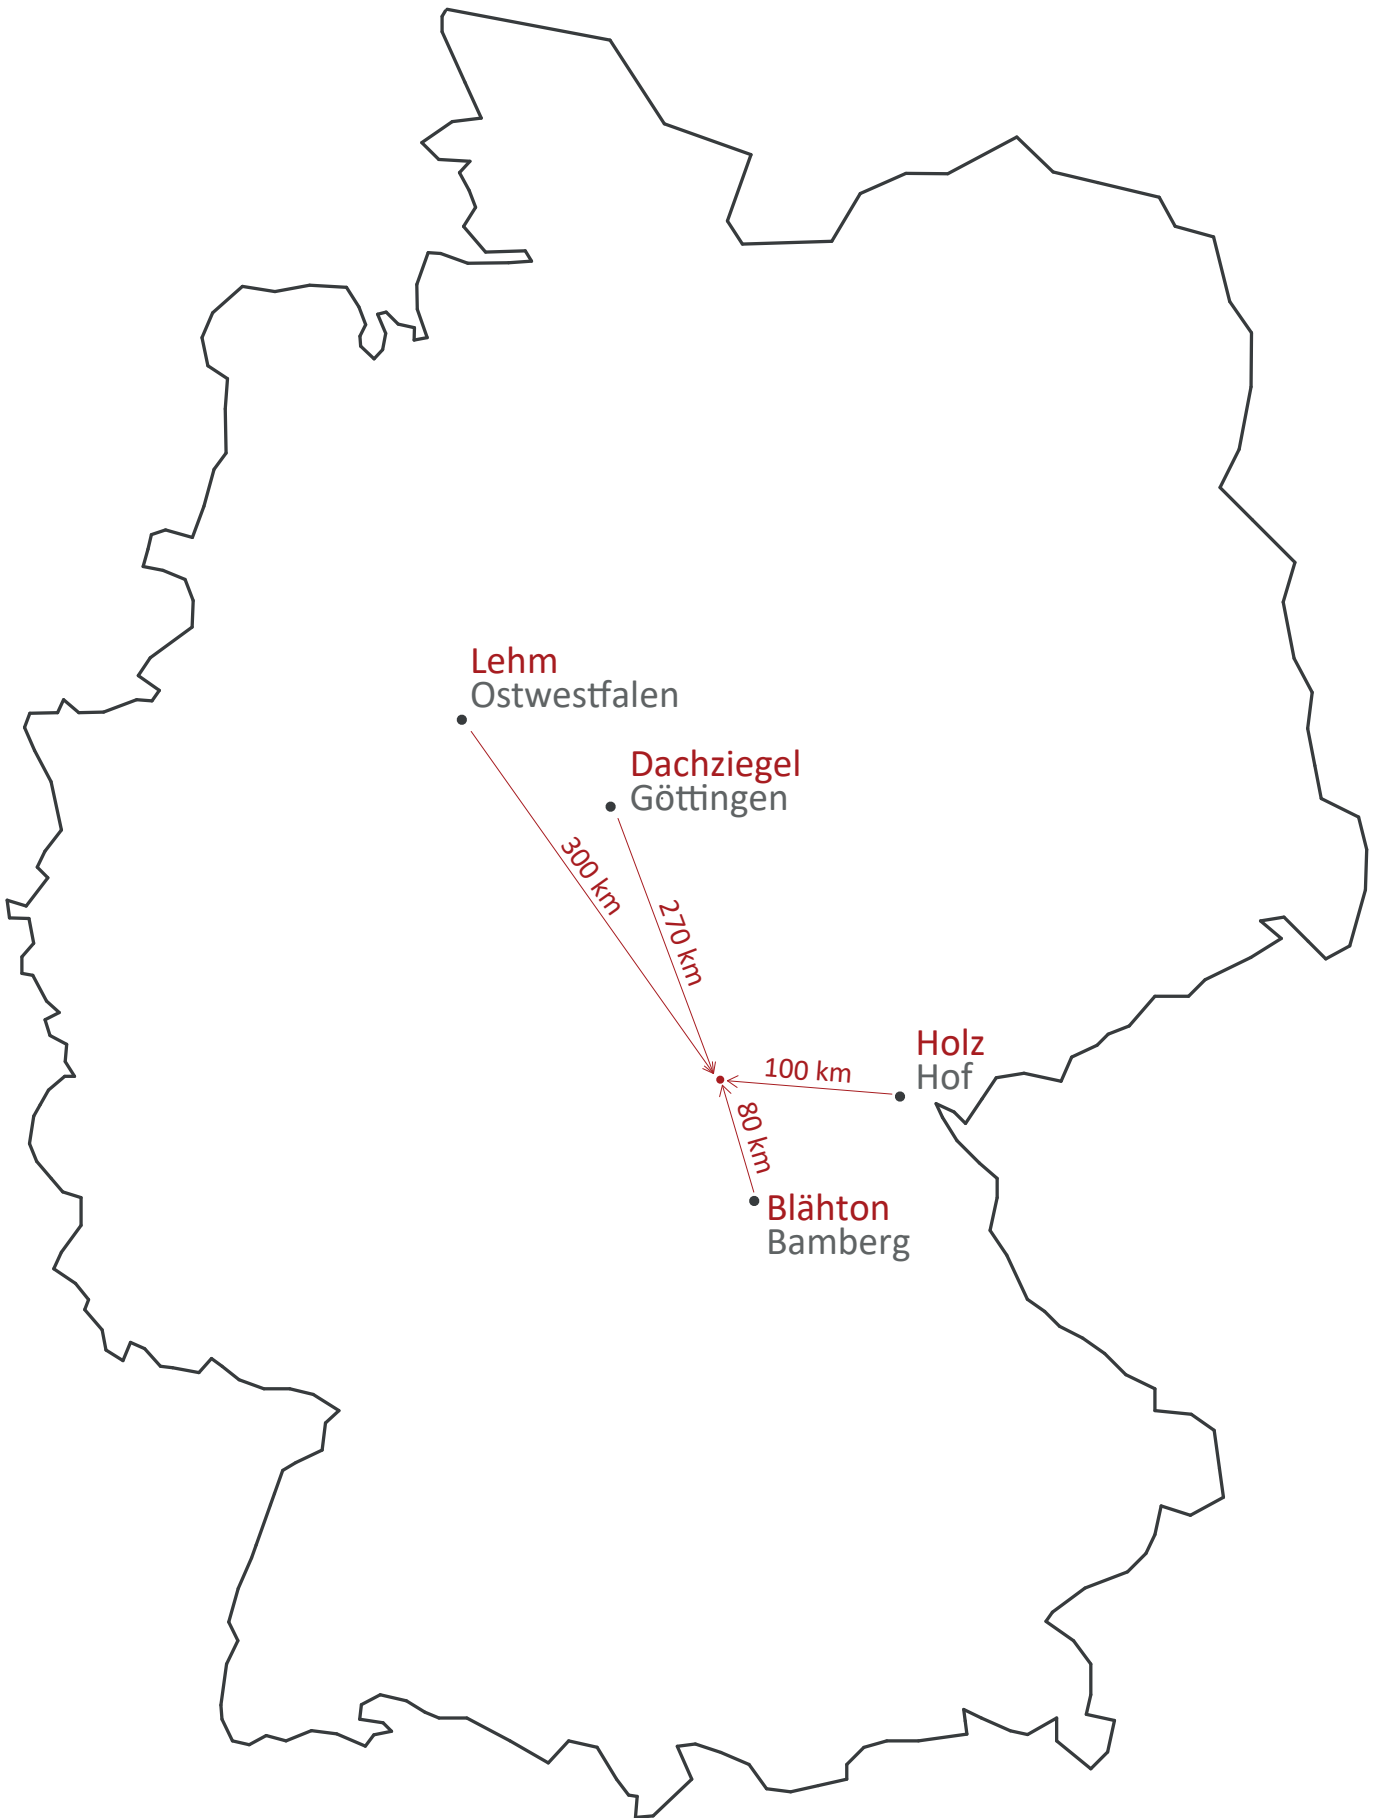 Lehm
Ostwestfalen
Dachziegel
Göttingen
300 km
270 km
Holz
Hof
100 km
80 km
Blähton
Bamberg